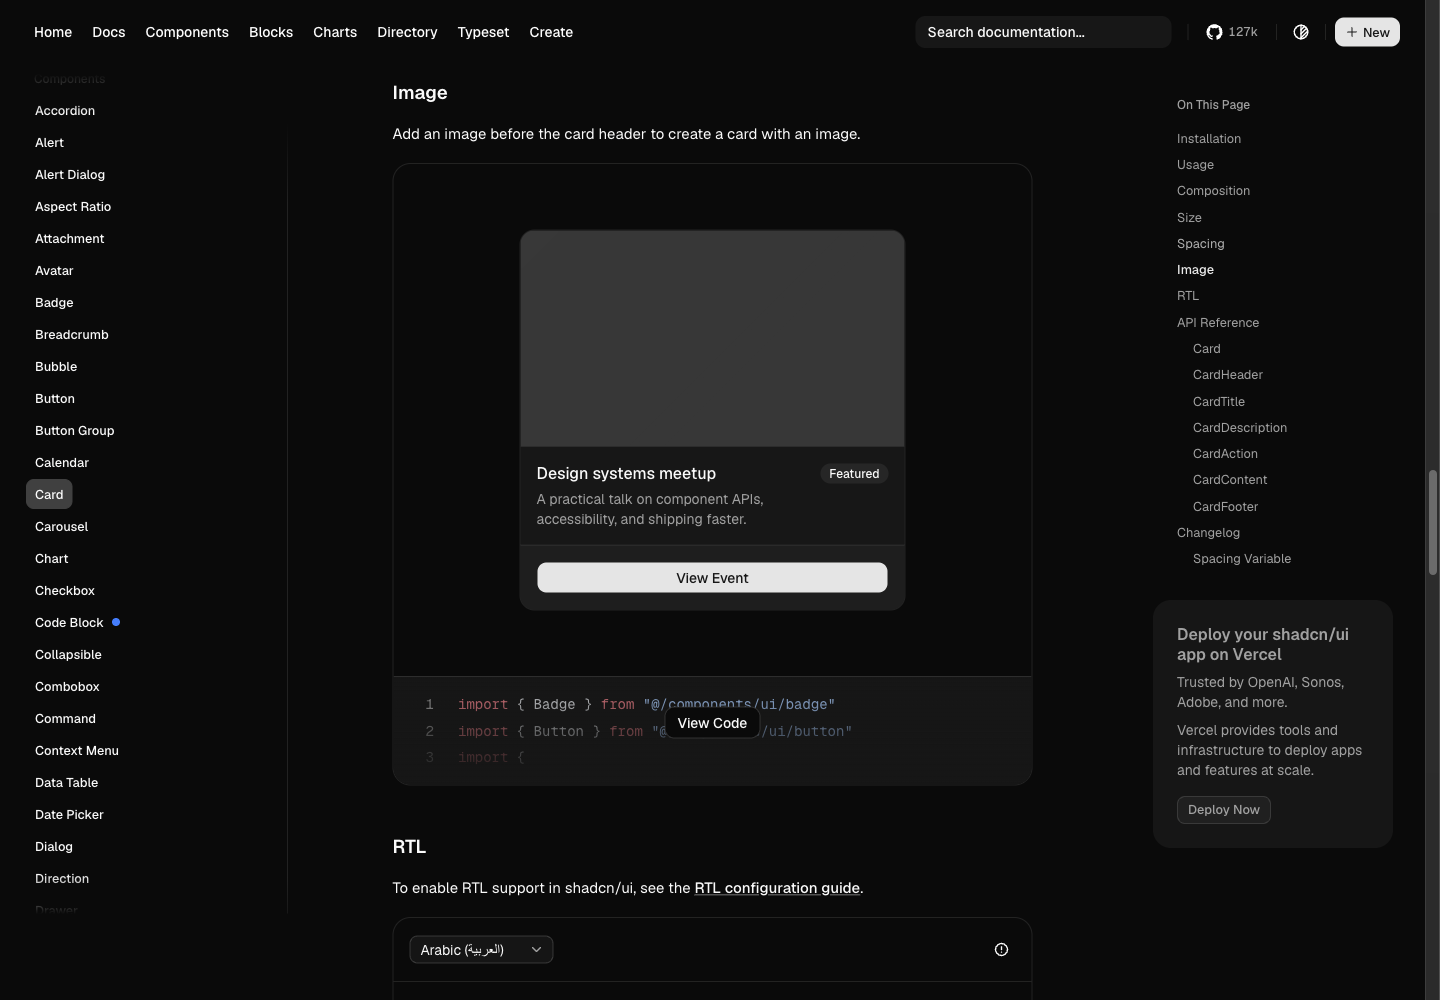 Home Docs Components Blocks Charts Directory Typeset Create
Search documentation...
127k
New
Components
Accordion
Alert
Alert Dialog
Aspect Ratio
Attachment
Avatar
Badge
Breadcrumb
Bubble
Button
Button Group
Calendar
Card
Carousel
Chart
Checkbox
Code Block
Collapsible
Combobox
Command
Context Menu
Data Table
Date Picker
Dialog
Direction
Drawer
Image
Add an image before the card header to create a card with an image.
Design systems meetup
Featured
A practical talk on component APIs,
accessibility, and shipping faster.
View Event
1 import { Badge } from "@/components/ui/badge"
2 import { Button } from "@ /ui/button"
3 import {
View Code
RTL
To enable RTL support in shadcn/ui, see the RTL configuration guide.
Arabic (العربية)
On This Page
Installation
Usage
Composition
Size
Spacing
Image
RTL
API Reference
Card
CardHeader
CardTitle
CardDescription
CardAction
CardContent
CardFooter
Changelog
Spacing Variable
Deploy your shadcn/ui
app on Vercel
Trusted by OpenAI, Sonos,
Adobe, and more.
Vercel provides tools and
infrastructure to deploy apps
and features at scale.
Deploy Now